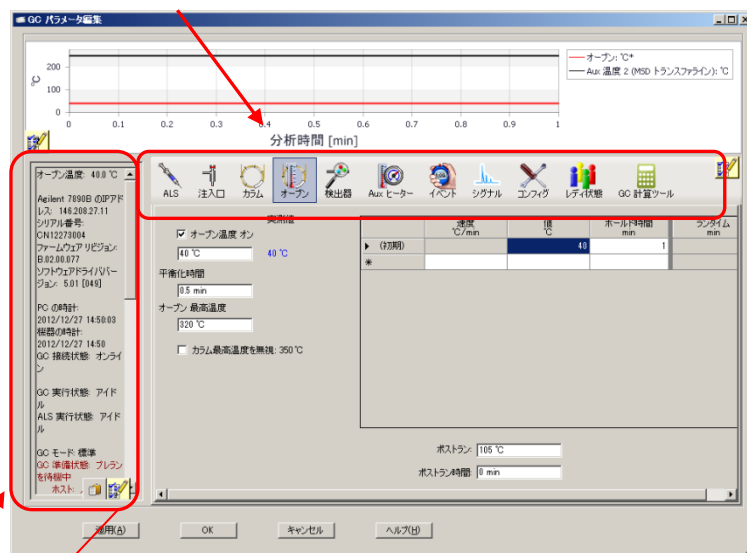 GC パラメータ編集
オーブン: ℃*
Aux 温度 2 (MSD トランスファライン): ℃
℃
200
100
0
0 0.1 0.2 0.3 0.4 0.5 0.6 0.7 0.8 0.9 1
分析時間 [min]
オーブン温度: 40.0 ℃
Agilent 7890B のIPアド
レス: 146.208.27.11
シリアル番号:
CN12273004
ファームウェアリビジョン:
B.02.00.077
ソフトウェアドライババー
ジョン: 5.01 [049]
PC の時計:
2012/12/27 14:50:03
機器の時計:
2012/12/27 14:50
GC 接続状態: オンライ
ン
GC 実行状態: アイド
ル
ALS 実行状態: アイド
ル
GC モード: 標準
GC 準備状態: プレラン
を待機中
ホスト:
ALS 注入口 カラム オーブン 検出器 Aux ヒーター イベント シグナル コンフィグ レディ状態 GC 計算ツール
実測値
オーブン温度 オン
40 ℃ 40 ℃
平衡化時間
0.5 min
オーブン 最高温度
320 ℃
カラム最高温度を無視: 350 ℃
速度 ℃/min 値 ℃ ホールド時間 min ランタイム min
(初期) 40 1
*
ポストラン: 105 ℃
ポストラン時間: 0 min
適用(A) OK キャンセル ヘルプ(H)